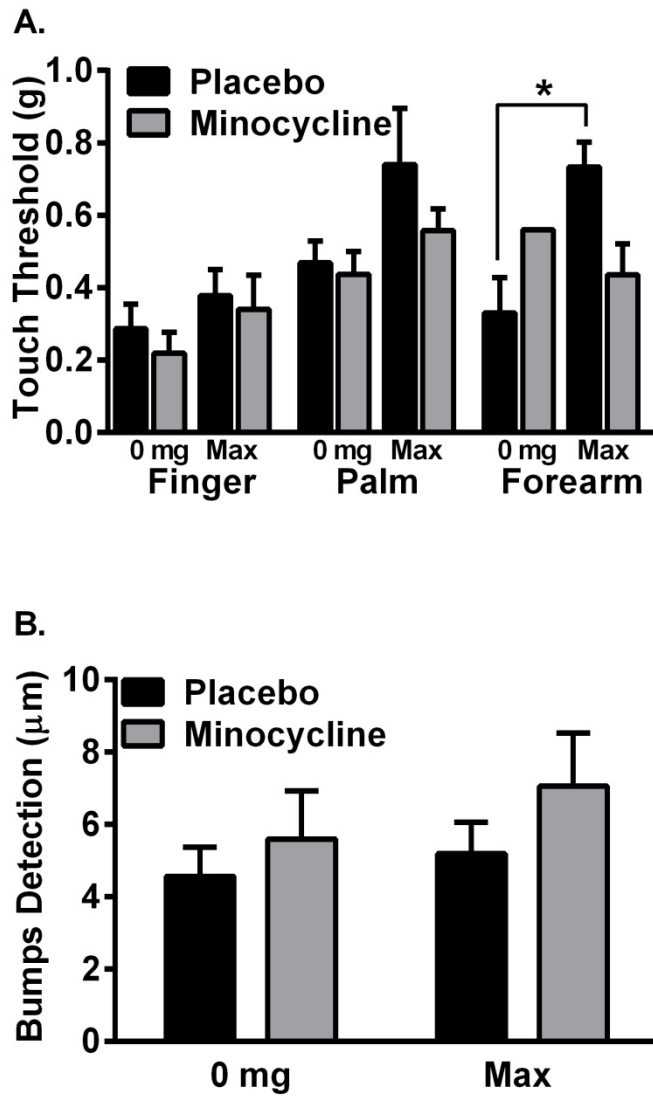 A.
Touch Threshold (g)
1.0
0.8
0.6
0.4
0.2
0.0
Placebo
Minocycline
*
0 mg Max 0 mg Max 0 mg Max
Finger Palm Forearm
B.
Bumps Detection (μm)
10
8
6
4
2
0
Placebo
Minocycline
0 mg Max